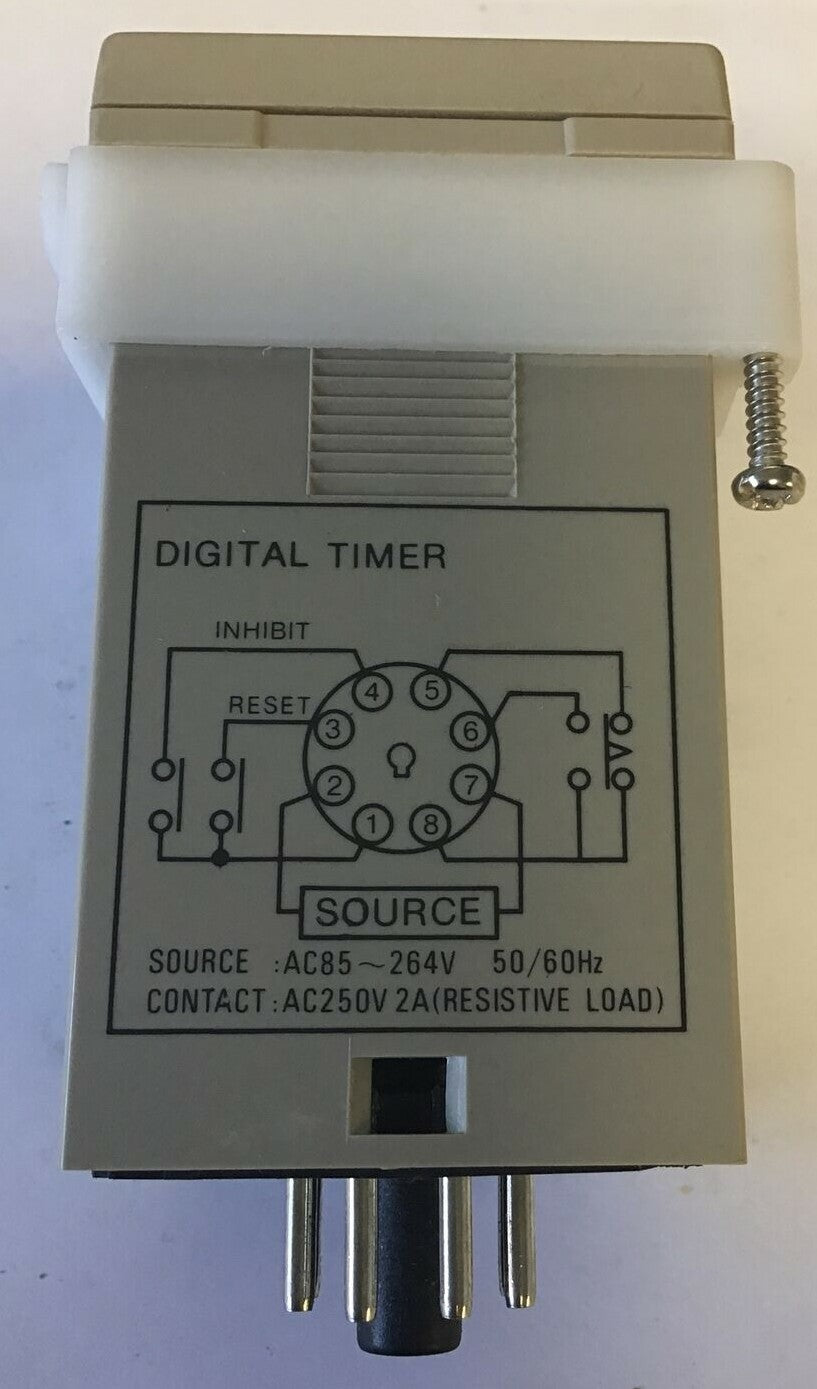 DIGITAL TIMER
INHIBIT
4 5
RESET 3 6
2 7
1 8
SOURCE
SOURCE :AC85~264V 50/60Hz
CONTACT:AC250V 2A(RESISTIVE LOAD)